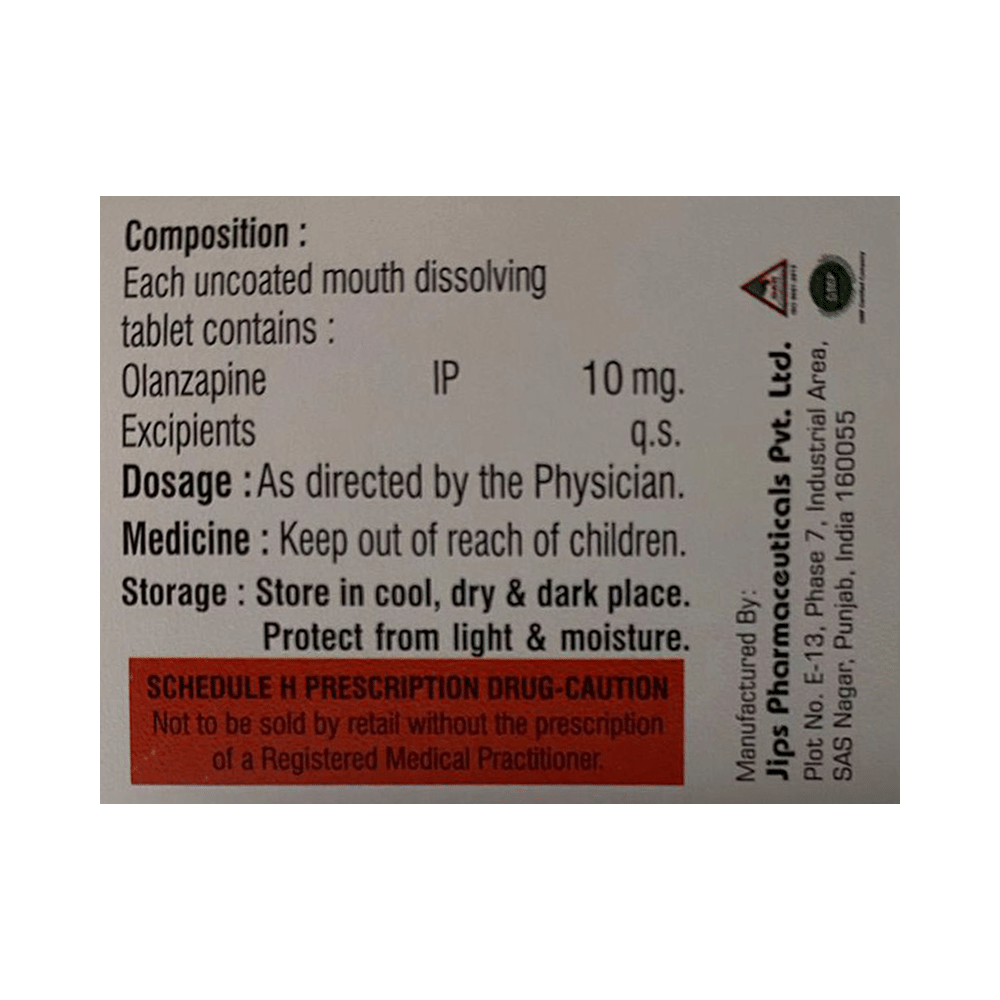 Composition :
Each uncoated mouth dissolving
tablet contains :
Olanzapine IP 10 mg.
Excipients q.s.
Dosage : As directed by the Physician.
Medicine : Keep out of reach of children.
Storage : Store in cool, dry & dark place.
Protect from light & moisture.
SCHEDULE H PRESCRIPTION DRUG-CAUTION
Not to be sold by retail without the prescription
of a Registered Medical Practitioner.
Manufactured By:
Jips Pharmaceuticals Pvt. Ltd.
Plot No. E-13, Phase 7, Industrial Area,
SAS Nagar, Punjab, India 160055
GMP